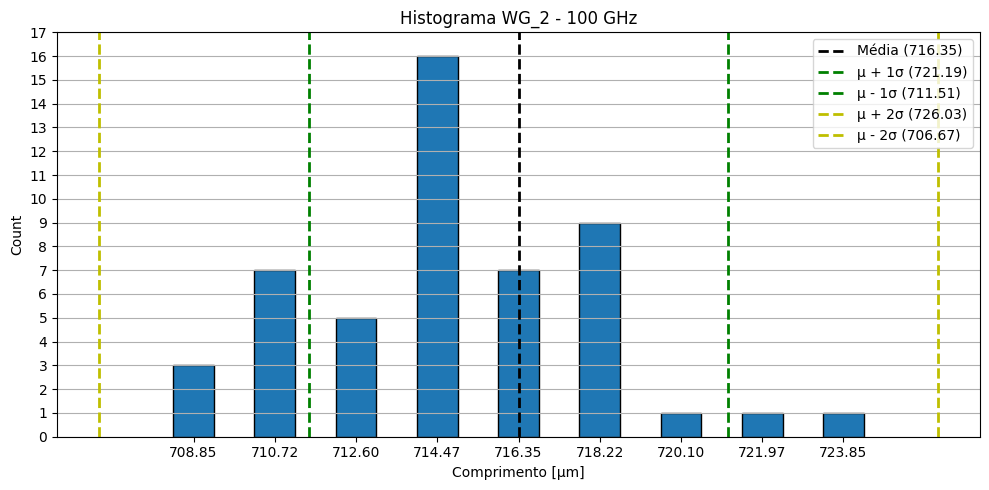 Histograma WG_2 - 100 GHz
Média (716.35)
μ + 1σ (721.19)
μ - 1σ (711.51)
μ + 2σ (726.03)
μ - 2σ (706.67)
Count
17
16
15
14
13
12
11
10
9
8
7
6
5
4
3
2
1
0
708.85 710.72 712.60 714.47 716.35 718.22 720.10 721.97 723.85
Comprimento [μm]